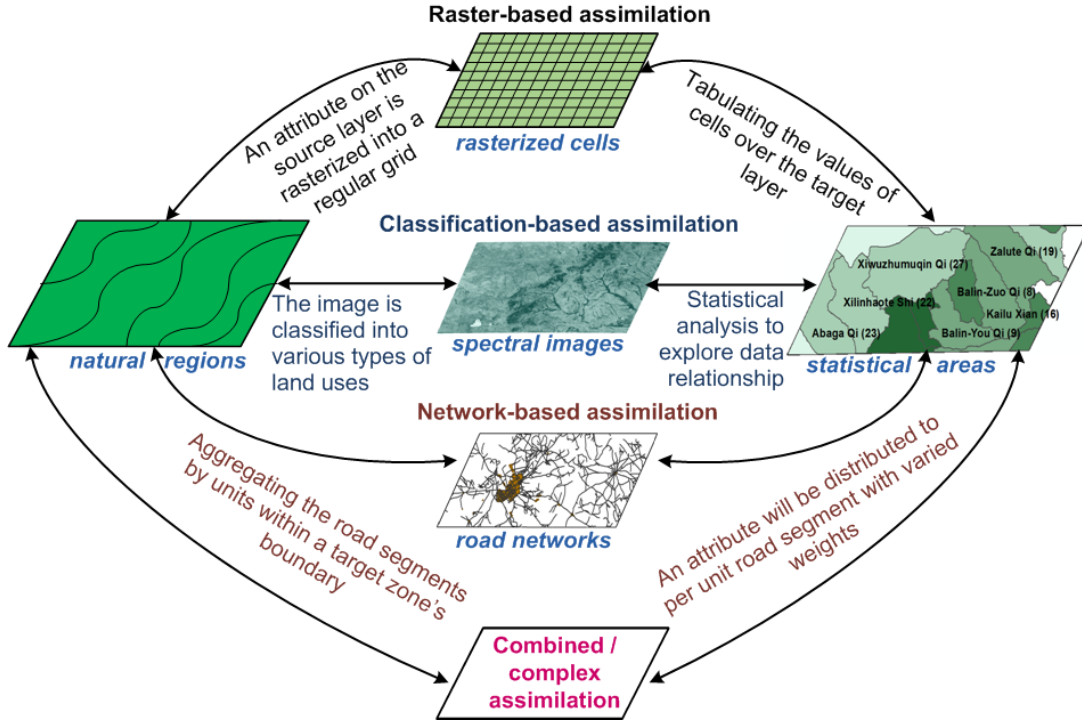 Raster-based assimilation
An attribute on the
source layer is
rasterized into a
regular grid
rasterized cells
Tabulating the values of
cells over the target
layer
Classification-based assimilation
The image is
classified into
various types of
land uses
spectral images
Statistical
analysis to
explore data
relationship
natural regions
Xiwuzhumuqin Qi (27)
Zalute Qi (19)
Xilinhaote Shi (22)
Balin-Zuo Qi (8)
Kailu Xian (16)
Abaga Qi (23)
Balin-You Qi (9)
statistical areas
Network-based assimilation
road networks
Aggregating the road segments
by units within a target zone's
boundary
An attribute will be distributed to
per unit road segment with varied
weights
Combined /
complex
assimilation